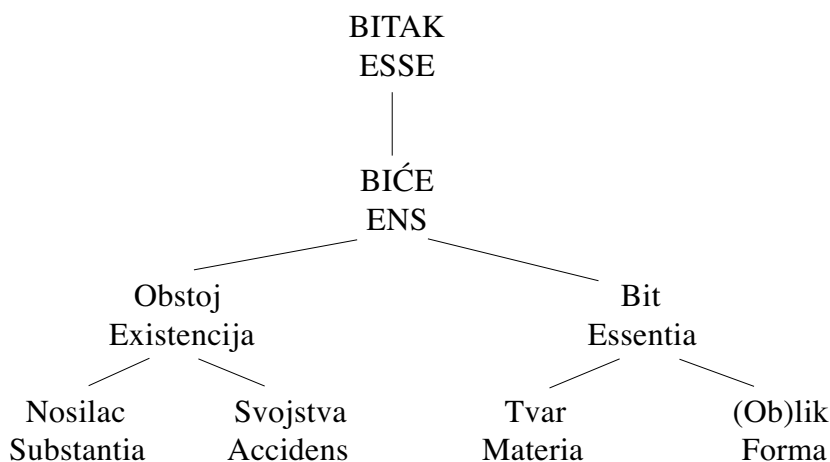 BITAK
ESSE
BIĆE
ENS
Obstoj
Existencija
Bit
Essentia
Nosilac
Substantia
Svojstva
Accidens
Tvar
Materia
(Ob)lik
Forma